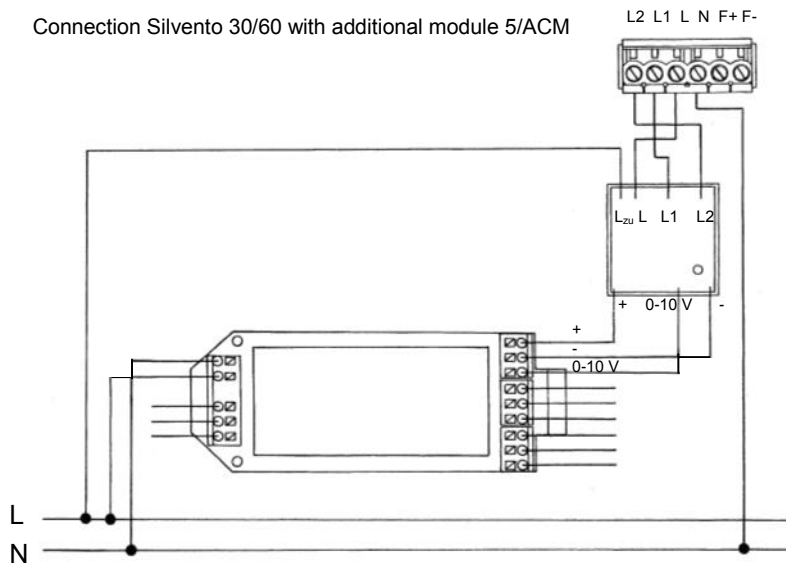 Connection Silvento 30/60 with additional module 5/ACM
L2 L1 L N F+ F-
Lzu L L1 L2
+ 0-10 V -
+
-
0-10 V
L
N